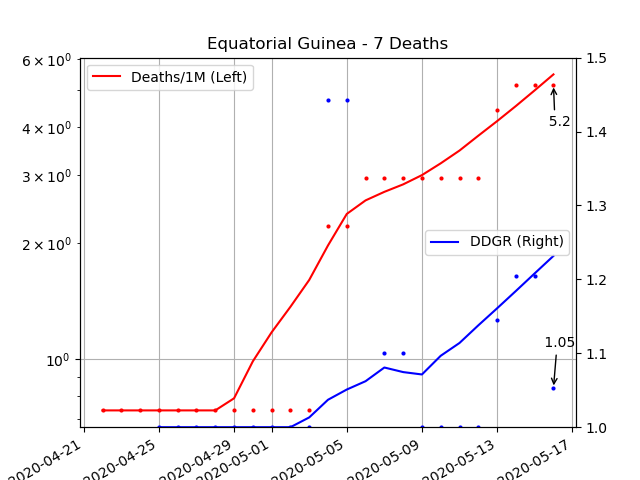 Equatorial Guinea - 7 Deaths
Deaths/1M (Left)
DDGR (Right)
6 × 10⁰
4 × 10⁰
3 × 10⁰
2 × 10⁰
10⁰
1.5
1.4
1.3
1.2
1.1
1.0
5.2
1.05
2020-04-21
2020-04-25
2020-04-29
2020-05-01
2020-05-05
2020-05-09
2020-05-13
2020-05-17